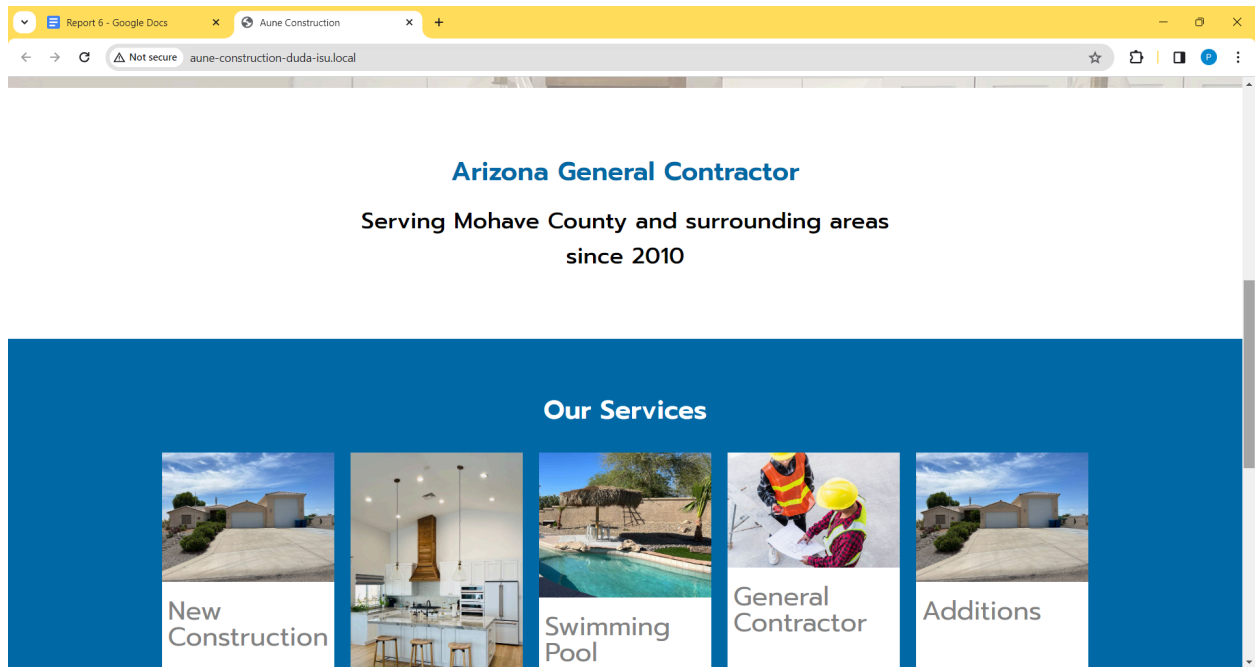 Report 6 - Google Docs
Aune Construction
Not secure
aune-construction-duda-isu.local
P
Arizona General Contractor
Serving Mohave County and surrounding areas
since 2010
Our Services
New
Construction
Swimming
Pool
General
Contractor
Additions